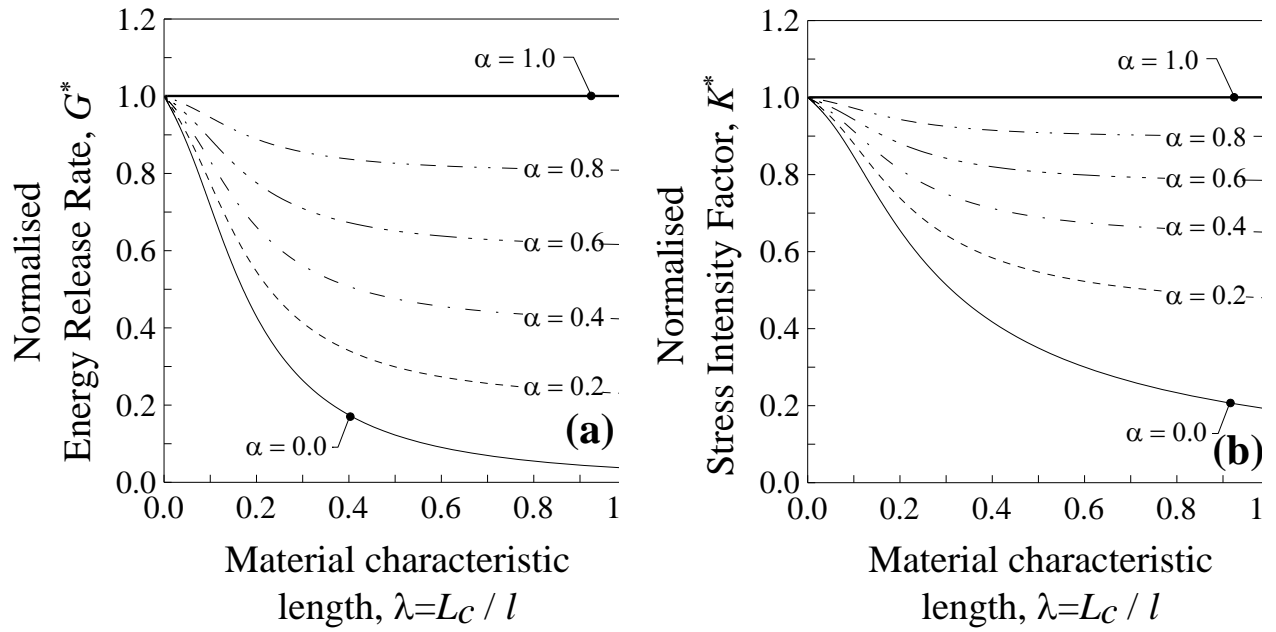 1.2
1.0
0.8
0.6
0.4
0.2
0.0
Normalised
Energy Release Rate, G*
α = 1.0
α = 0.8
α = 0.6
α = 0.4
α = 0.2
α = 0.0
(a)
0.0 0.2 0.4 0.6 0.8 1
Material characteristic
length, λ=Lc / l
1.2
1.0
0.8
0.6
0.4
0.2
0.0
Normalised
Stress Intensity Factor, K*
α = 1.0
α = 0.8
α = 0.6
α = 0.4
α = 0.2
α = 0.0
(b)
0.0 0.2 0.4 0.6 0.8 1
Material characteristic
length, λ=Lc / l